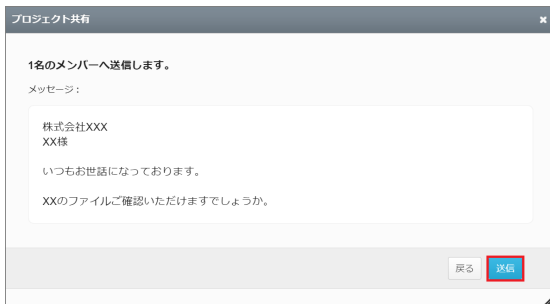 プロジェクト共有
1名のメンバーへ送信します。
メッセージ：
株式会社XXX
XX様
いつもお世話になっております。
XXのファイルご確認いただけますでしょうか。
戻る
送信